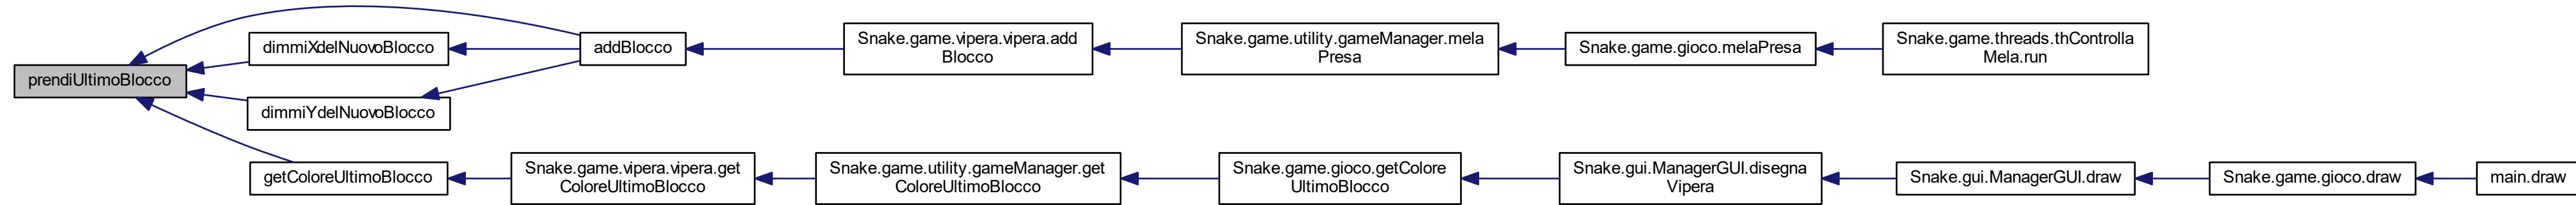 prendiUltimoBlocco
dimmiXdelNuovoBlocco
dimmiYdelNuovoBlocco
addBlocco
Snake.game.vipera.vipera.add
Blocco
Snake.game.utility.gameManager.mela
Presa
Snake.game.gioco.melaPresa
Snake.game.threads.thControlla
Mela.run
getColoreUltimoBlocco
Snake.game.vipera.vipera.get
ColoreUltimoBlocco
Snake.game.utility.gameManager.get
ColoreUltimoBlocco
Snake.game.gioco.getColore
UltimoBlocco
Snake.gui.ManagerGUI.disegna
Vipera
Snake.gui.ManagerGUI.draw
Snake.game.gioco.draw
main.draw